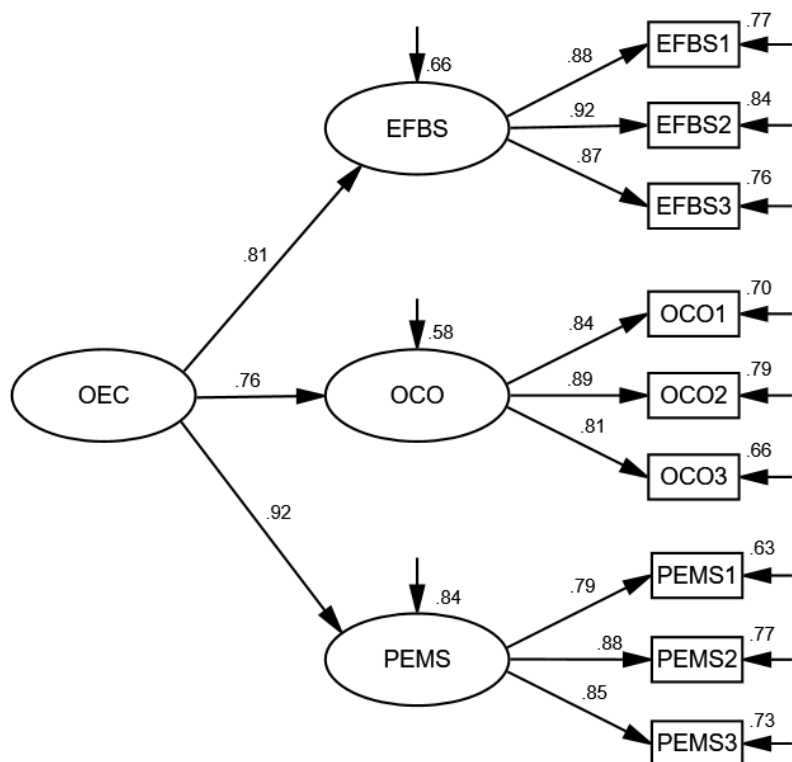 .77
EFBS1
.66
.88
.84
EFBS
.92
EFBS2
.87
.76
EFBS3
.81
.70
OCO1
.58
.84
.79
OEC
.76
OCO
.89
OCO2
.81
.66
OCO3
.92
.63
PEMS1
.84
.79
.77
PEMS
.88
PEMS2
.85
.73
PEMS3